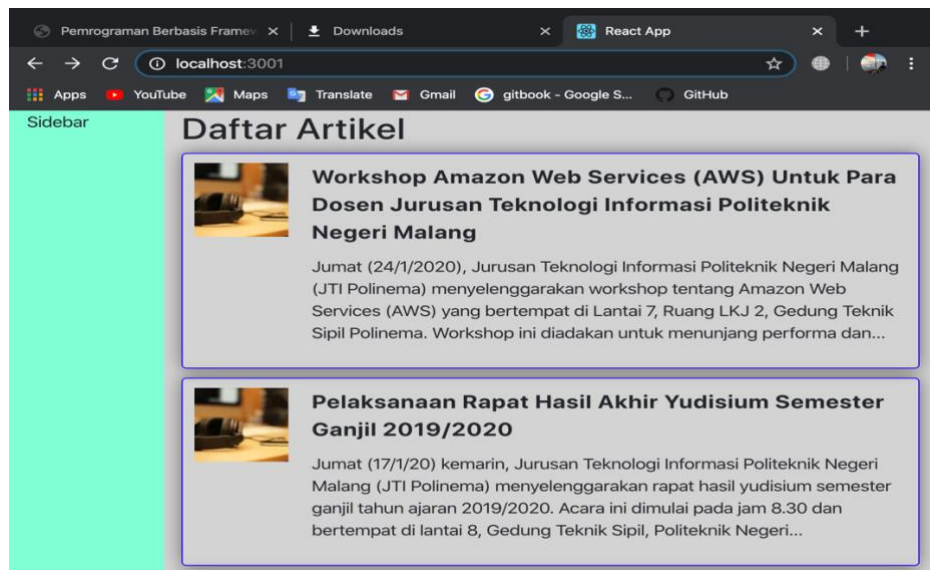 Pemrograman Berbasis Framew
Downloads
React App
localhost:3001
Apps YouTube Maps Translate Gmail gitbook - Google S... GitHub
Sidebar
Daftar Artikel
Workshop Amazon Web Services (AWS) Untuk Para
Dosen Jurusan Teknologi Informasi Politeknik
Negeri Malang
Jumat (24/1/2020), Jurusan Teknologi Informasi Politeknik Negeri Malang
(JTI Polinema) menyelenggarakan workshop tentang Amazon Web
Services (AWS) yang bertempat di Lantai 7, Ruang LKJ 2, Gedung Teknik
Sipil Polinema. Workshop ini diadakan untuk menunjang performa dan...
Pelaksanaan Rapat Hasil Akhir Yudisium Semester
Ganjil 2019/2020
Jumat (17/1/20) kemarin, Jurusan Teknologi Informasi Politeknik Negeri
Malang (JTI Polinema) menyelenggarakan rapat hasil yudisium semester
ganjil tahun ajaran 2019/2020. Acara ini dimulai pada jam 8.30 dan
bertempat di lantai 8, Gedung Teknik Sipil, Politeknik Negeri...